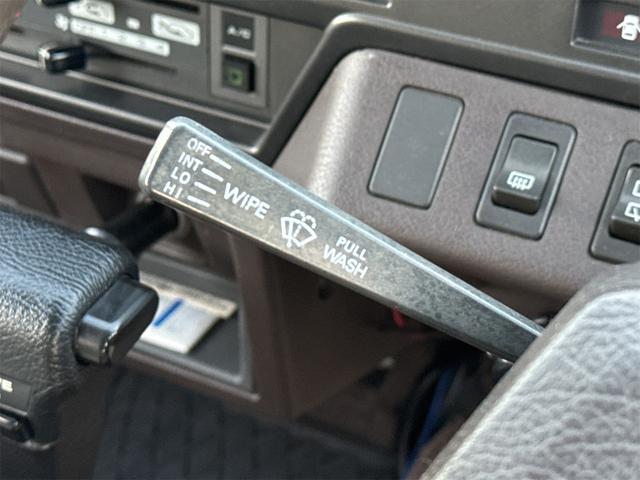 A/C
OFF
INT
LO
HI
WIPE
PULL
WASH